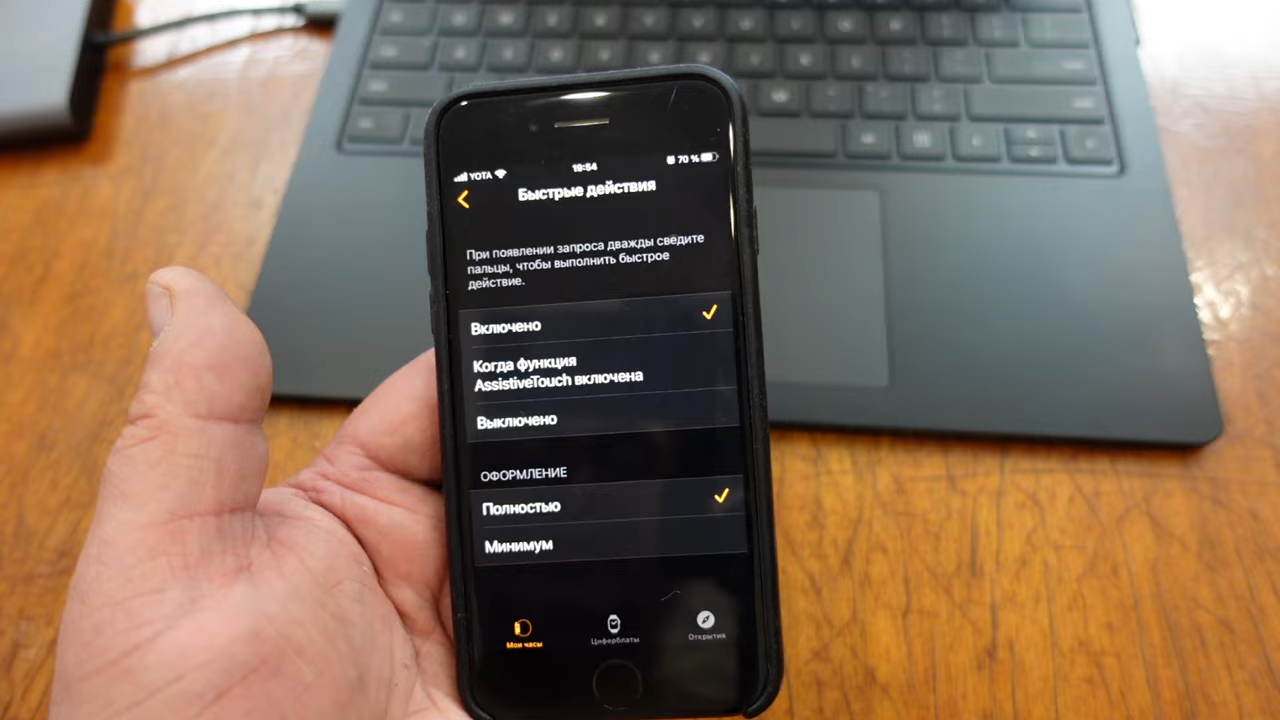 YOTA
19:54
70 %
Быстрые действия
При появлении запроса дважды сведите
пальцы, чтобы выполнить быстрое
действие.
Включено
Когда функция
AssistiveTouch включена
Выключено
ОФОРМЛЕНИЕ
Полностью
Минимум
Мои часы
Циферблаты
Открытия